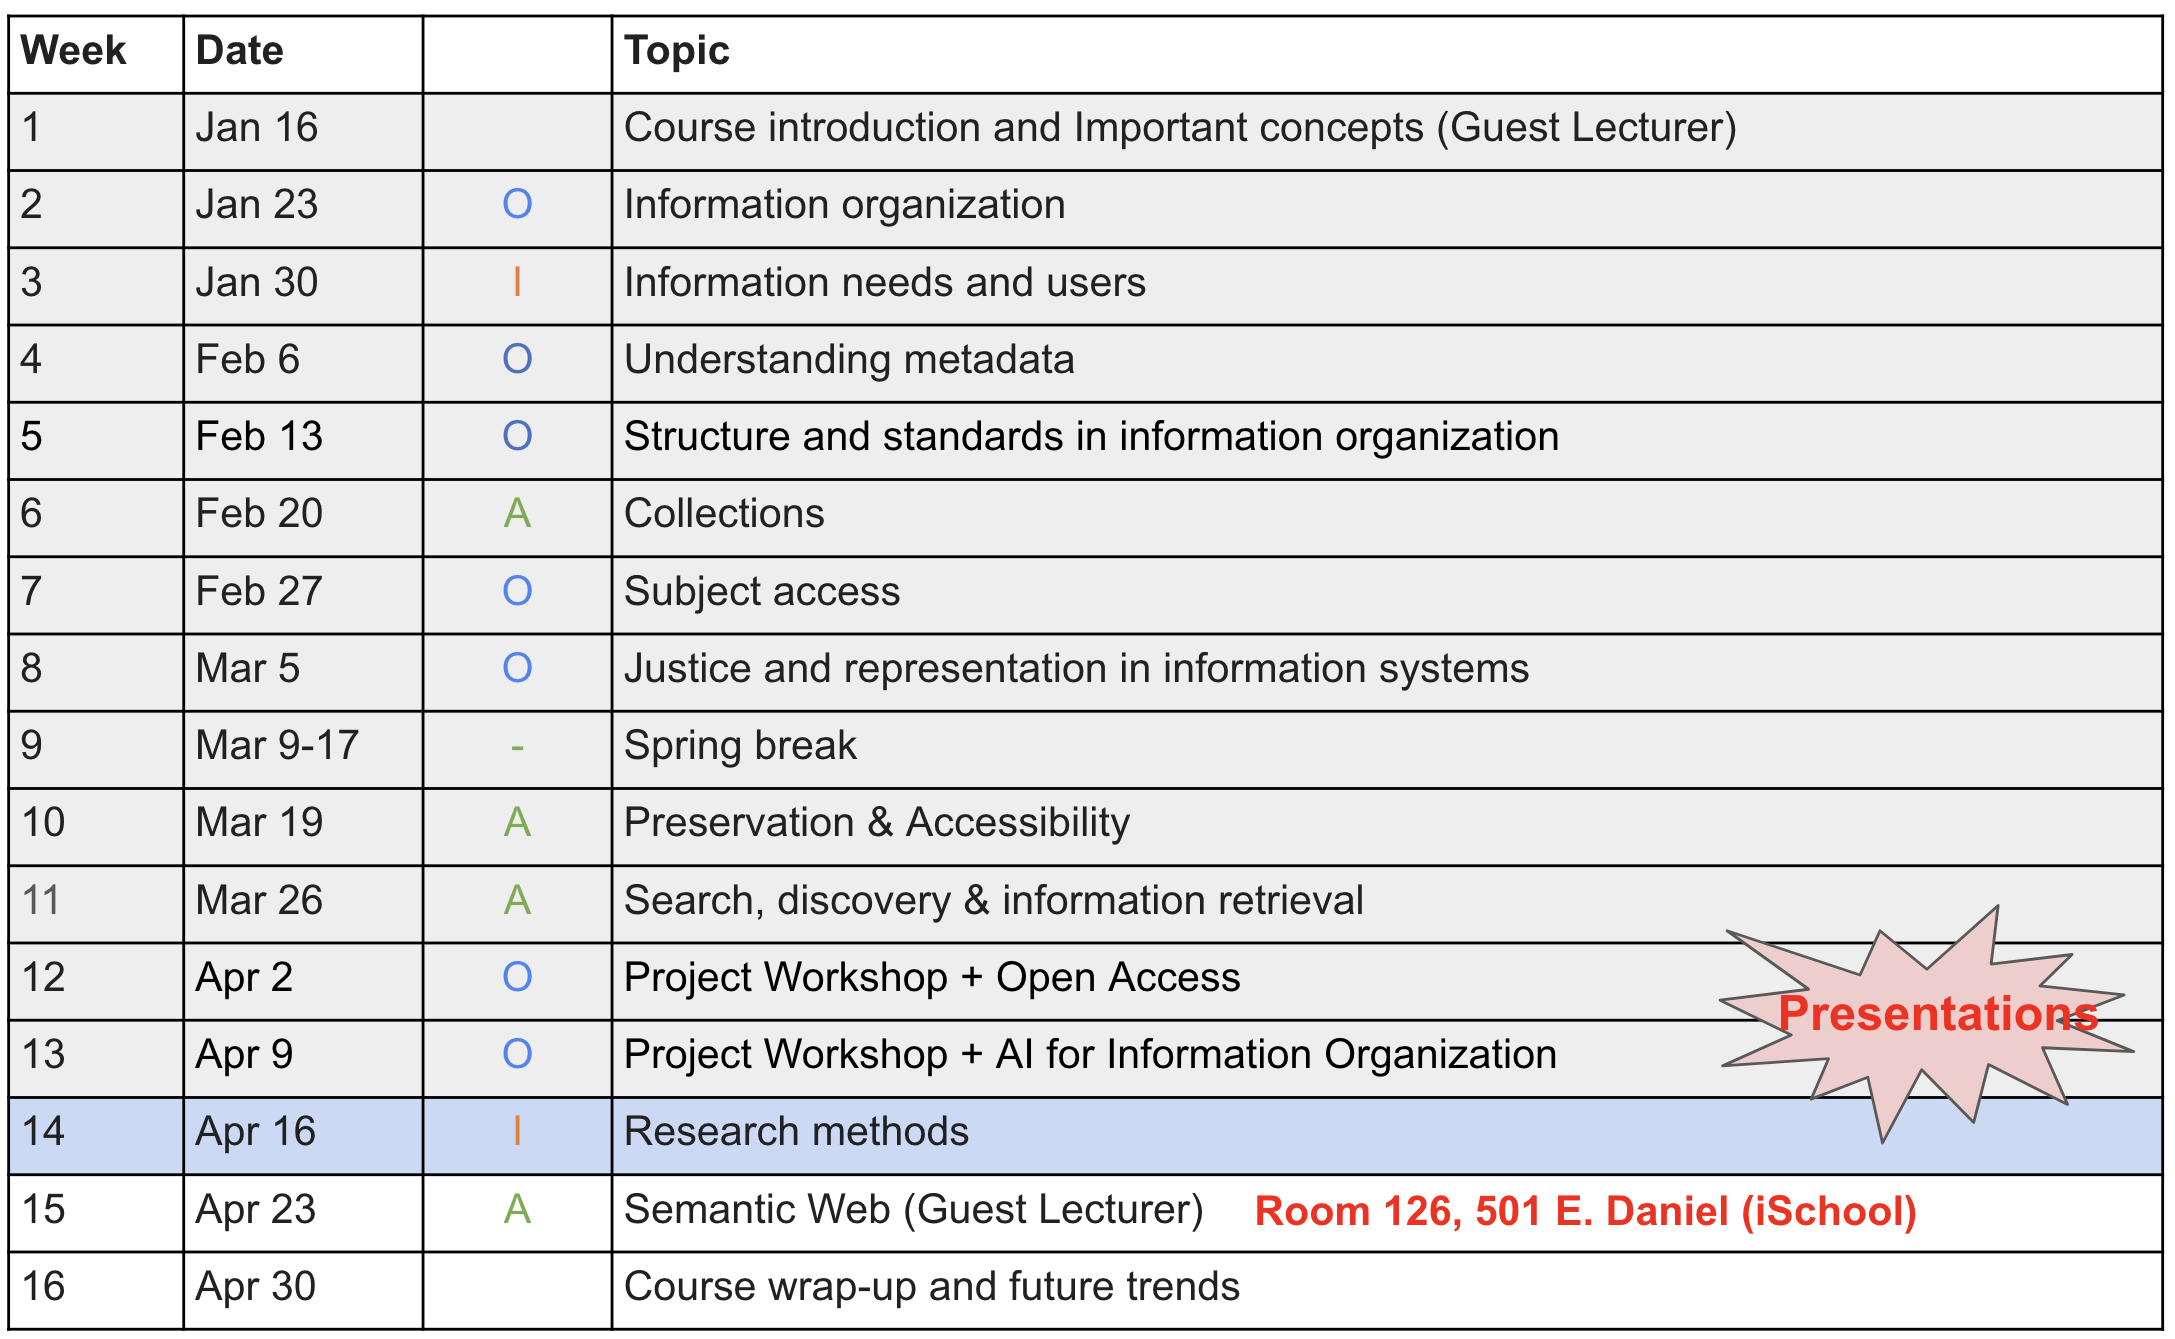 Week Date Topic
1 Jan 16 Course introduction and Important concepts (Guest Lecturer)
2 Jan 23 O Information organization
3 Jan 30 I Information needs and users
4 Feb 6 O Understanding metadata
5 Feb 13 O Structure and standards in information organization
6 Feb 20 A Collections
7 Feb 27 O Subject access
8 Mar 5 O Justice and representation in information systems
9 Mar 9-17 - Spring break
10 Mar 19 A Preservation & Accessibility
11 Mar 26 A Search, discovery & information retrieval
12 Apr 2 O Project Workshop + Open Access
Presentations
13 Apr 9 O Project Workshop + AI for Information Organization
14 Apr 16 I Research methods
15 Apr 23 A Semantic Web (Guest Lecturer) Room 126, 501 E. Daniel (iSchool)
16 Apr 30 Course wrap-up and future trends